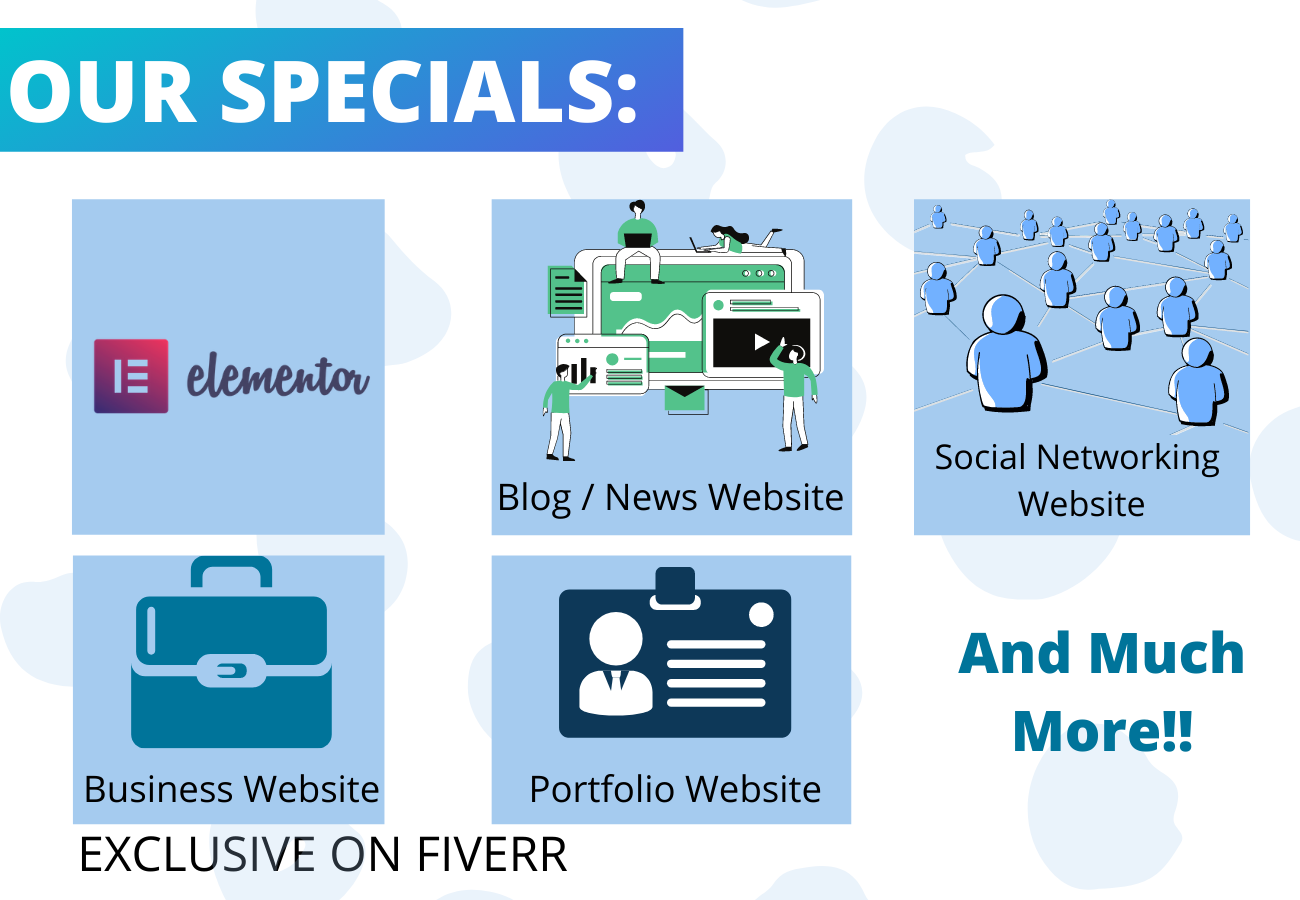 OUR SPECIALS:
elementor
Blog / News Website
Social Networking
Website
Business Website
Portfolio Website
And Much
More!!
EXCLUSIVE ON FIVERR